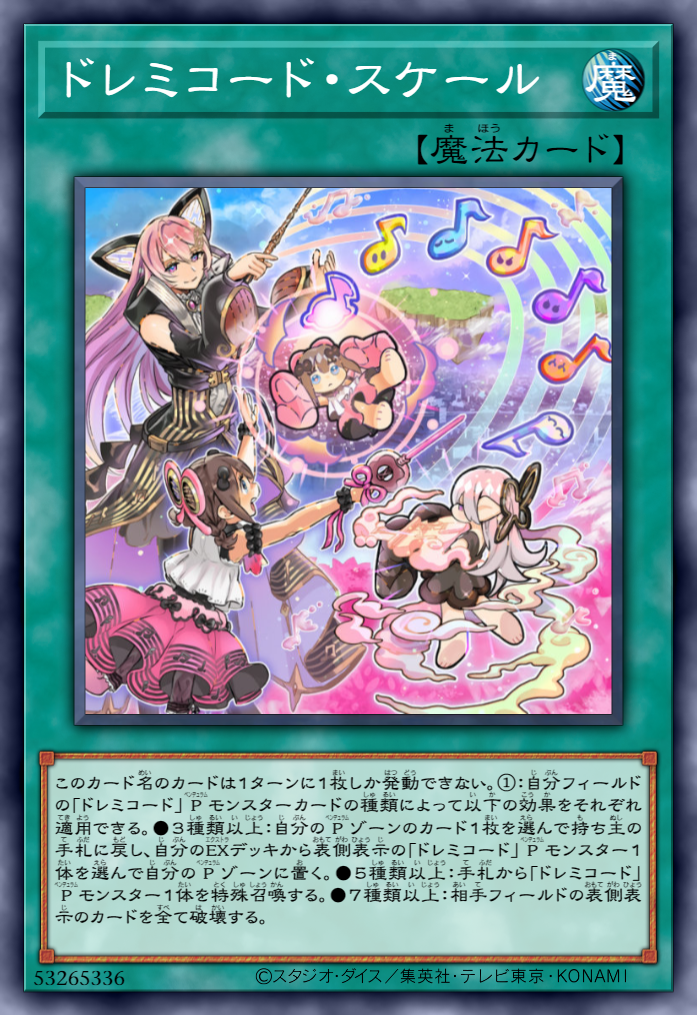 ドレミコード・スケール
魔
【魔法カード】
このカード名のカードは1ターンに1枚しか発動できない。①:自分フィールド
の「ドレミコード」Pモンスターカードの種類によって以下の効果をそれぞれ
適用できる。●3種類以上:自分のPゾーンのカード1枚を選んで持ち主の
手札に戻し、自分のEXデッキから表側表示の「ドレミコード」Pモンスター1
体を選んで自分のPゾーンに置く。●5種類以上:手札から「ドレミコード」
Pモンスター1体を特殊召喚する。●7種類以上:相手フィールドの表側表
示のカードを全て破壊する。
53265336
©スタジオ・ダイス/集英社・テレビ東京・KONAMI